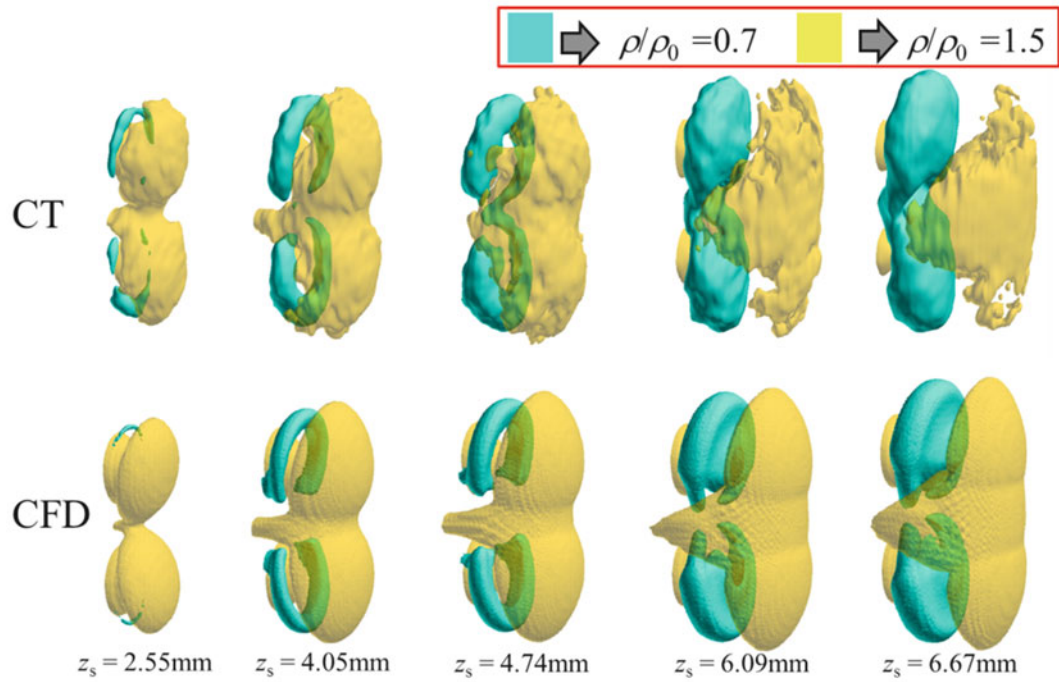 ρ/ρ₀ =0.7 ρ/ρ₀ =1.5
CT
CFD
zₛ = 2.55mm zₛ = 4.05mm zₛ = 4.74mm zₛ = 6.09mm zₛ = 6.67mm